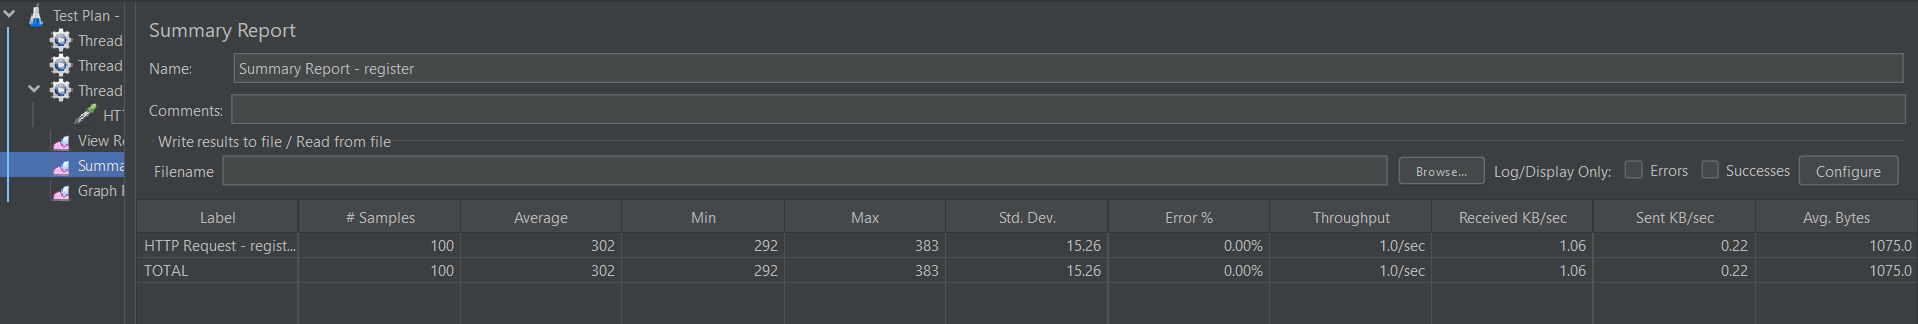 Test Plan -
Thread
Thread
Thread
HTT
View Re
Summa
Graph R
Summary Report
Name: Summary Report - register
Comments:
Write results to file / Read from file
Filename Browse... Log/Display Only: Errors Successes Configure
Label # Samples Average Min Max Std. Dev. Error % Throughput Received KB/sec Sent KB/sec Avg. Bytes
HTTP Request - regist... 100 302 292 383 15.26 0.00% 1.0/sec 1.06 0.22 1075.0
TOTAL 100 302 292 383 15.26 0.00% 1.0/sec 1.06 0.22 1075.0